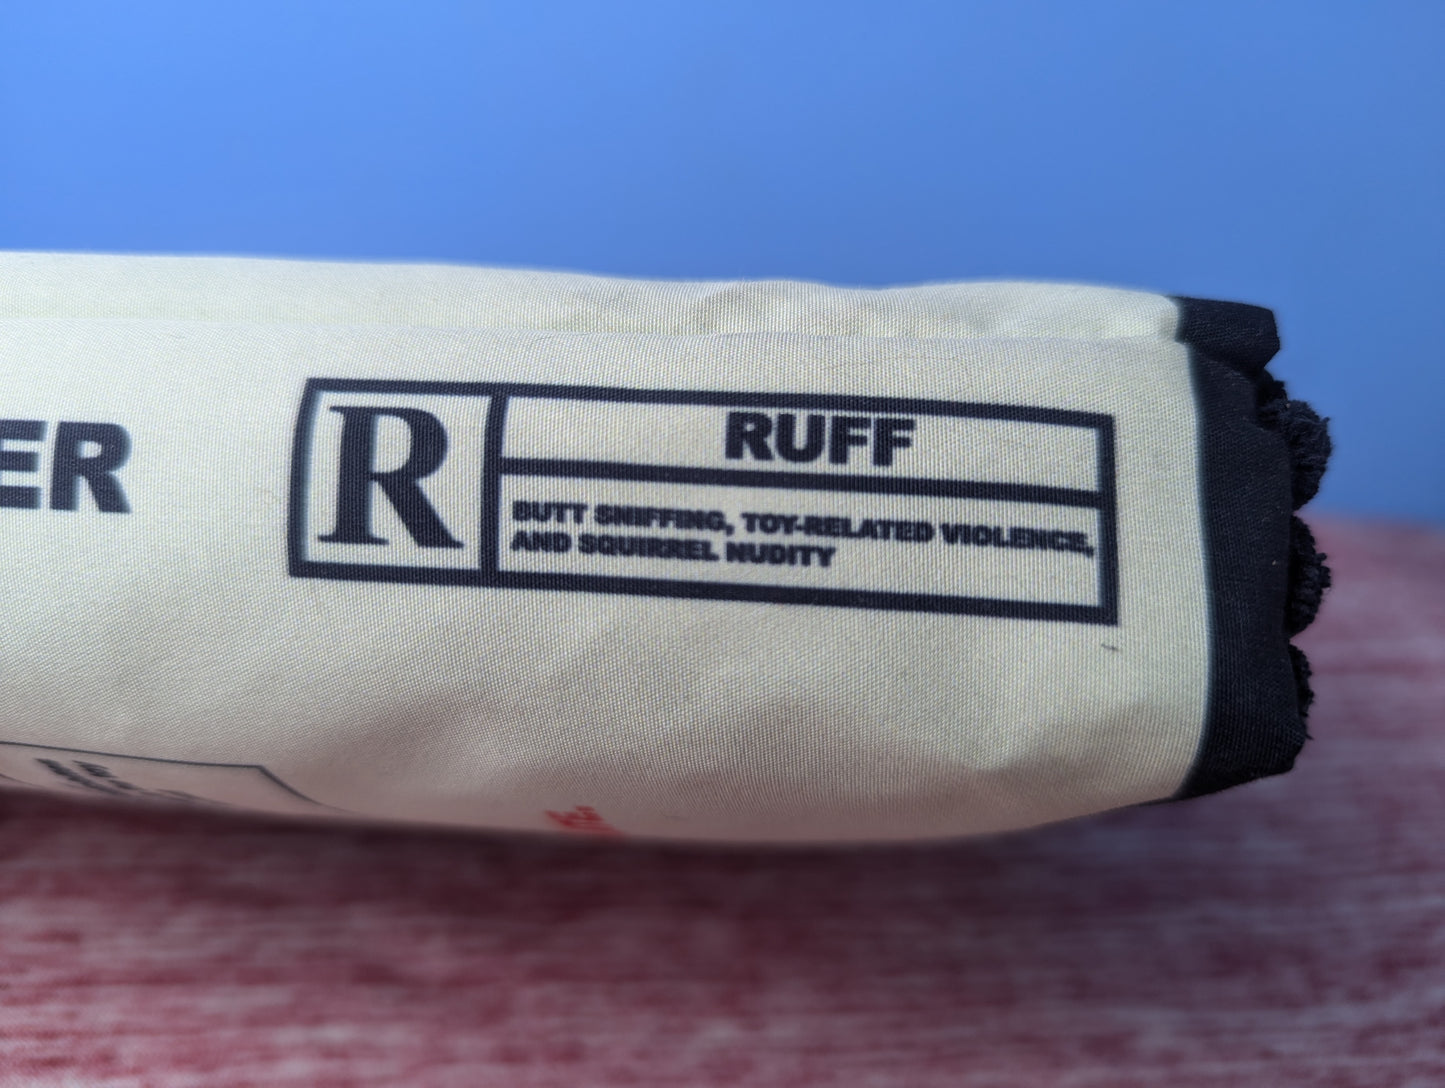 ER
R
RUFF
BUTT SNIFFING, TOY-RELATED VIOLENCE,
AND SQUIRREL NUDITY